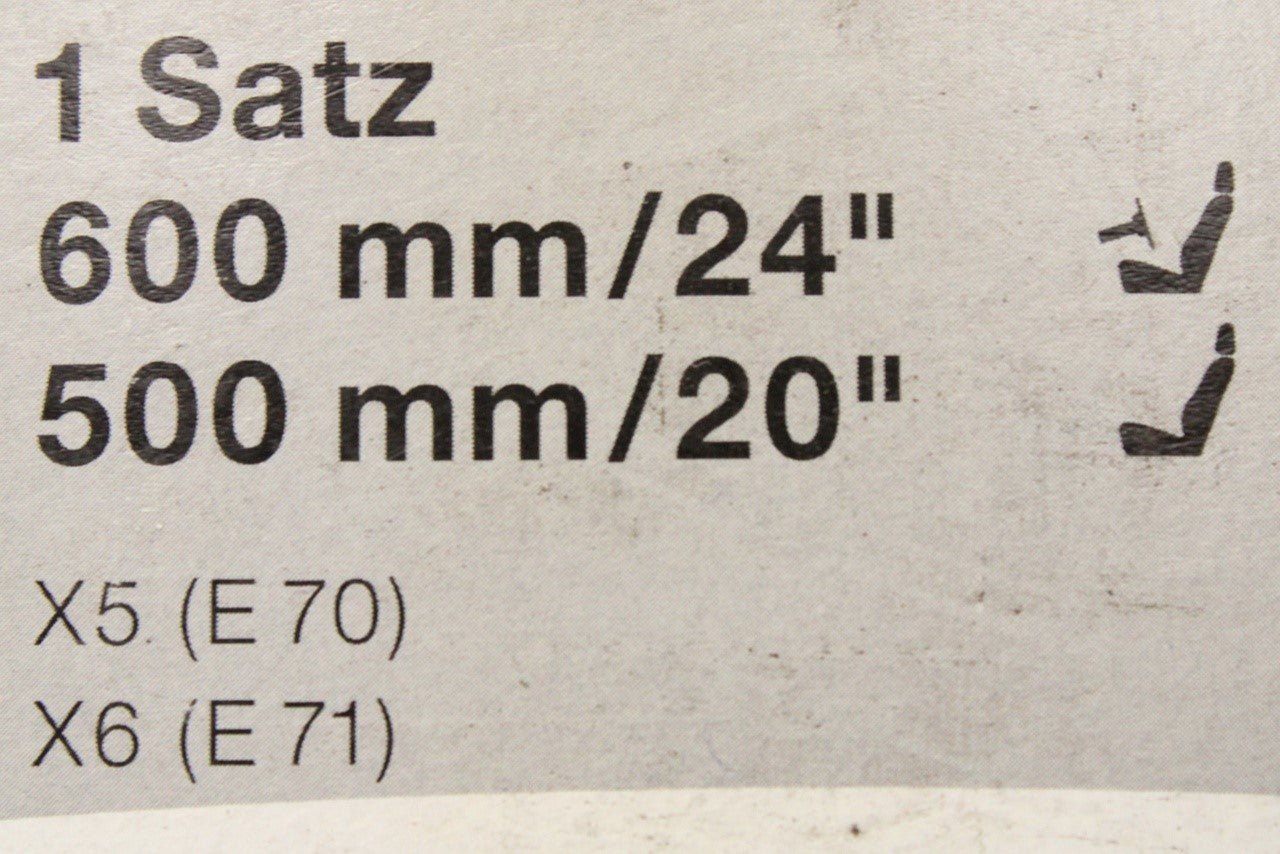 1 Satz
600 mm/24"
500 mm/20"
X5 (E 70)
X6 (E 71)